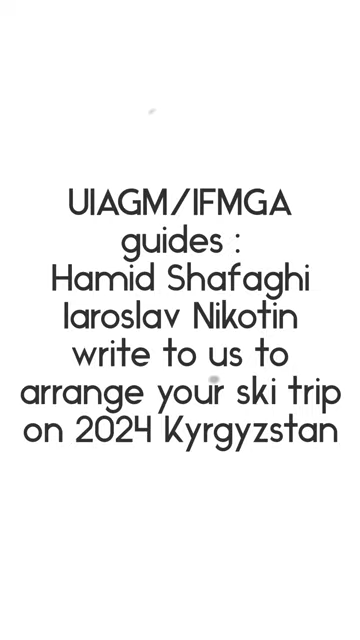 UIAGM/IFMGA
guides :
Hamid Shafaghi
Iaroslav Nikotin
write to us to
arrange your ski trip
on 2024 Kyrgyzstan